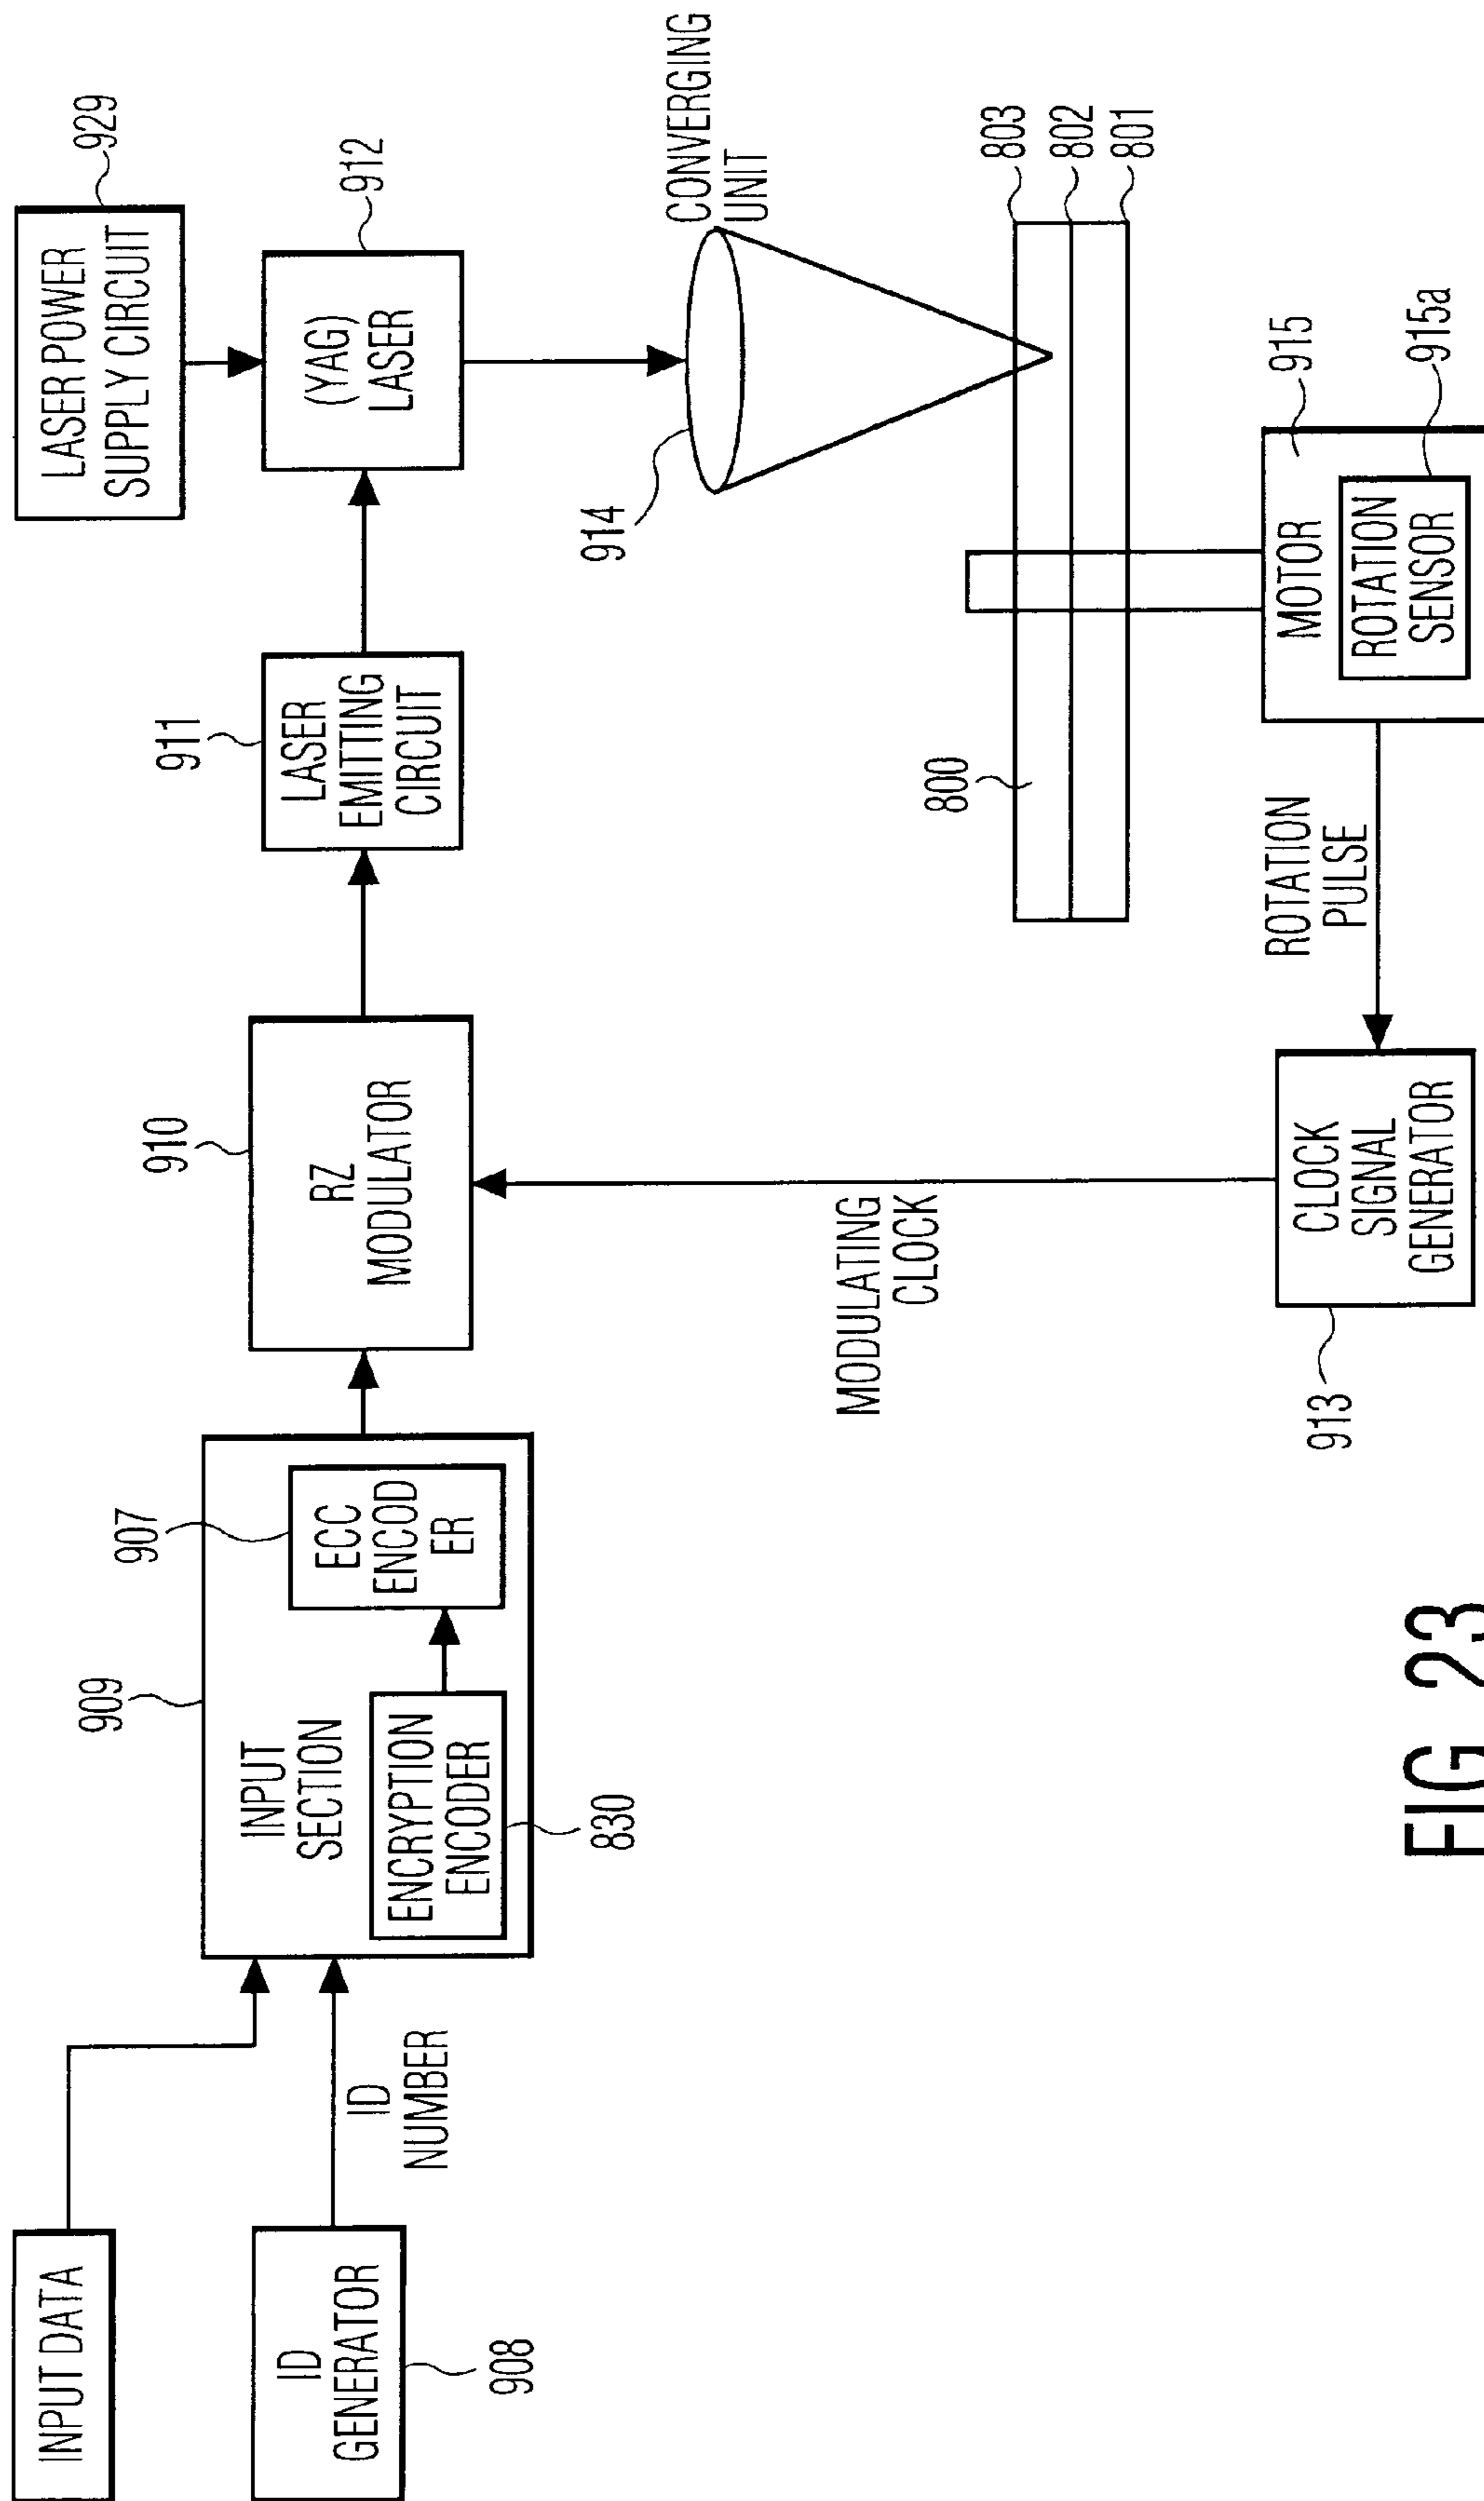 INPUT DATA
ID
GENERATOR
908
ID
NUMBER
909
INPUT
SECTION
ENCRYPTION
ENCODER
830
907
ECC
ENCOD
ER
910
RZ
MODULATOR
911
LASER
EMITTING
CIRCUIT
LASER POWER
SUPPLY CIRCUIT
929
(YAG)
LASER
912
914
CONVERGING
UNIT
800
803
802
801
MOTOR
915
ROTATION
SENSOR
915a
ROTATION
PULSE
CLOCK
SIGNAL
GENERATOR
913
MODULATING
CLOCK
FIG 23